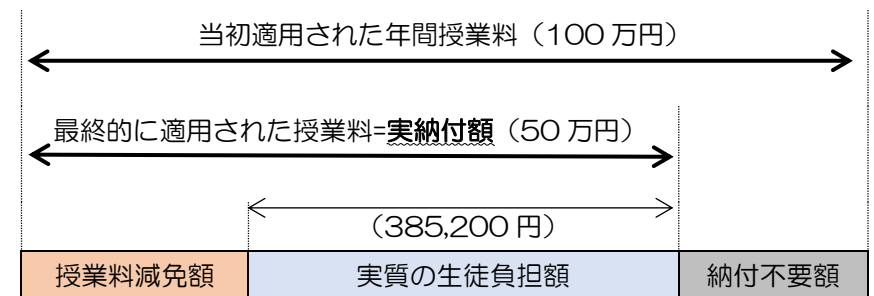 当初適用された年間授業料（100万円）
最終的に適用された授業料=実納付額（50万円）
（385,200円）
授業料減免額
実質の生徒負担額
納付不要額